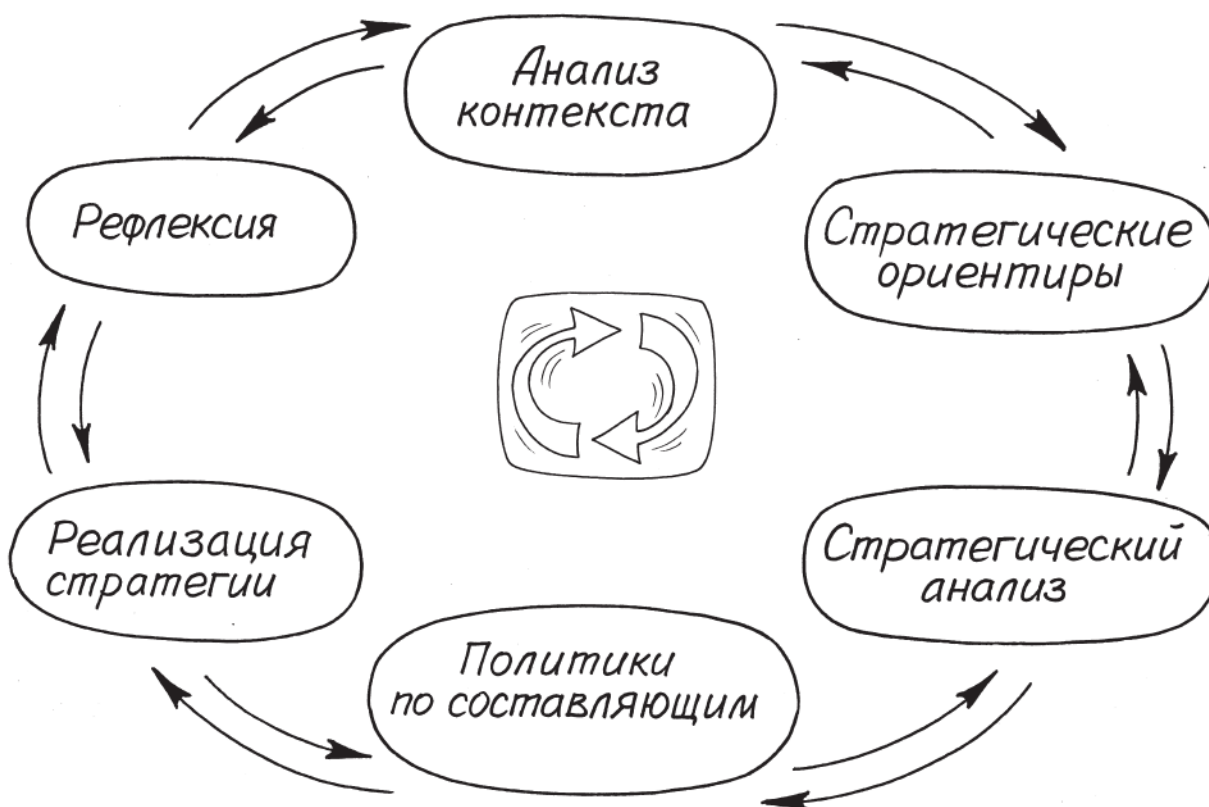 Анализ
контекста
Стратегические
ориентиры
Стратегический
анализ
Политики
по составляющим
Реализация
стратегии
Рефлексия